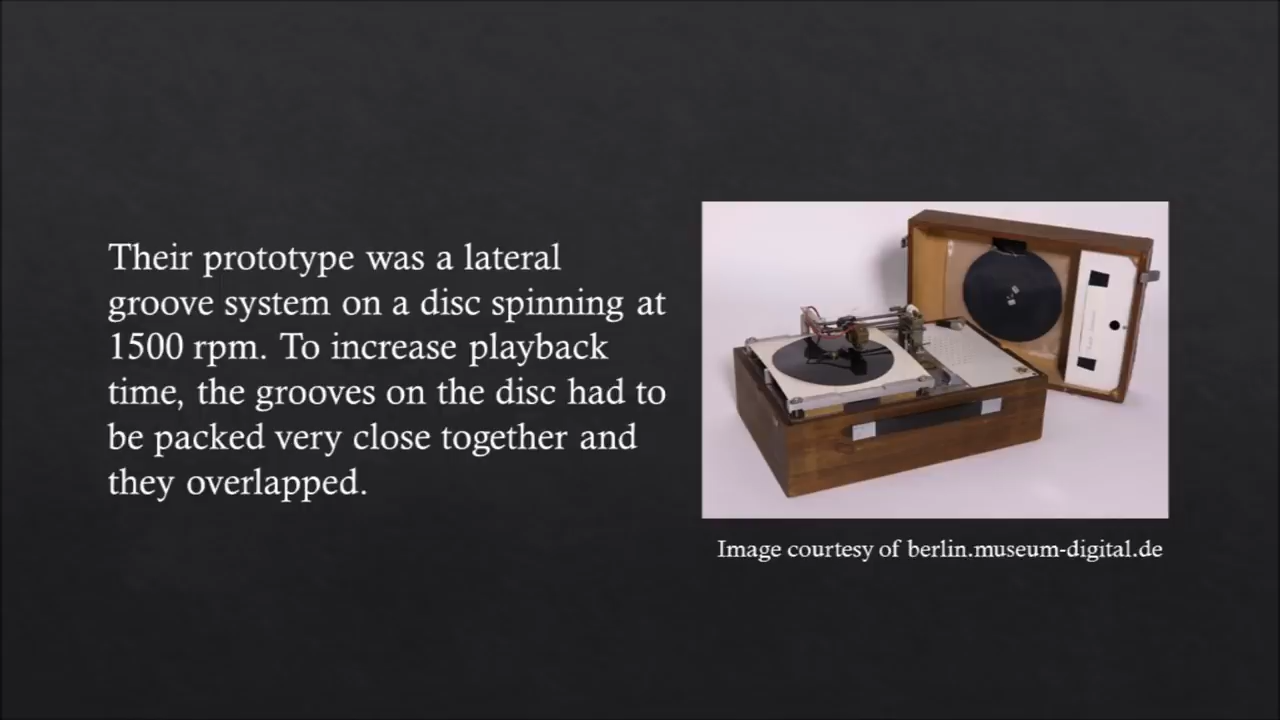 Their prototype was a lateral
groove system on a disc spinning at
1500 rpm. To increase playback
time, the grooves on the disc had to
be packed very close together and
they overlapped.
Image courtesy of berlin.museum-digital.de